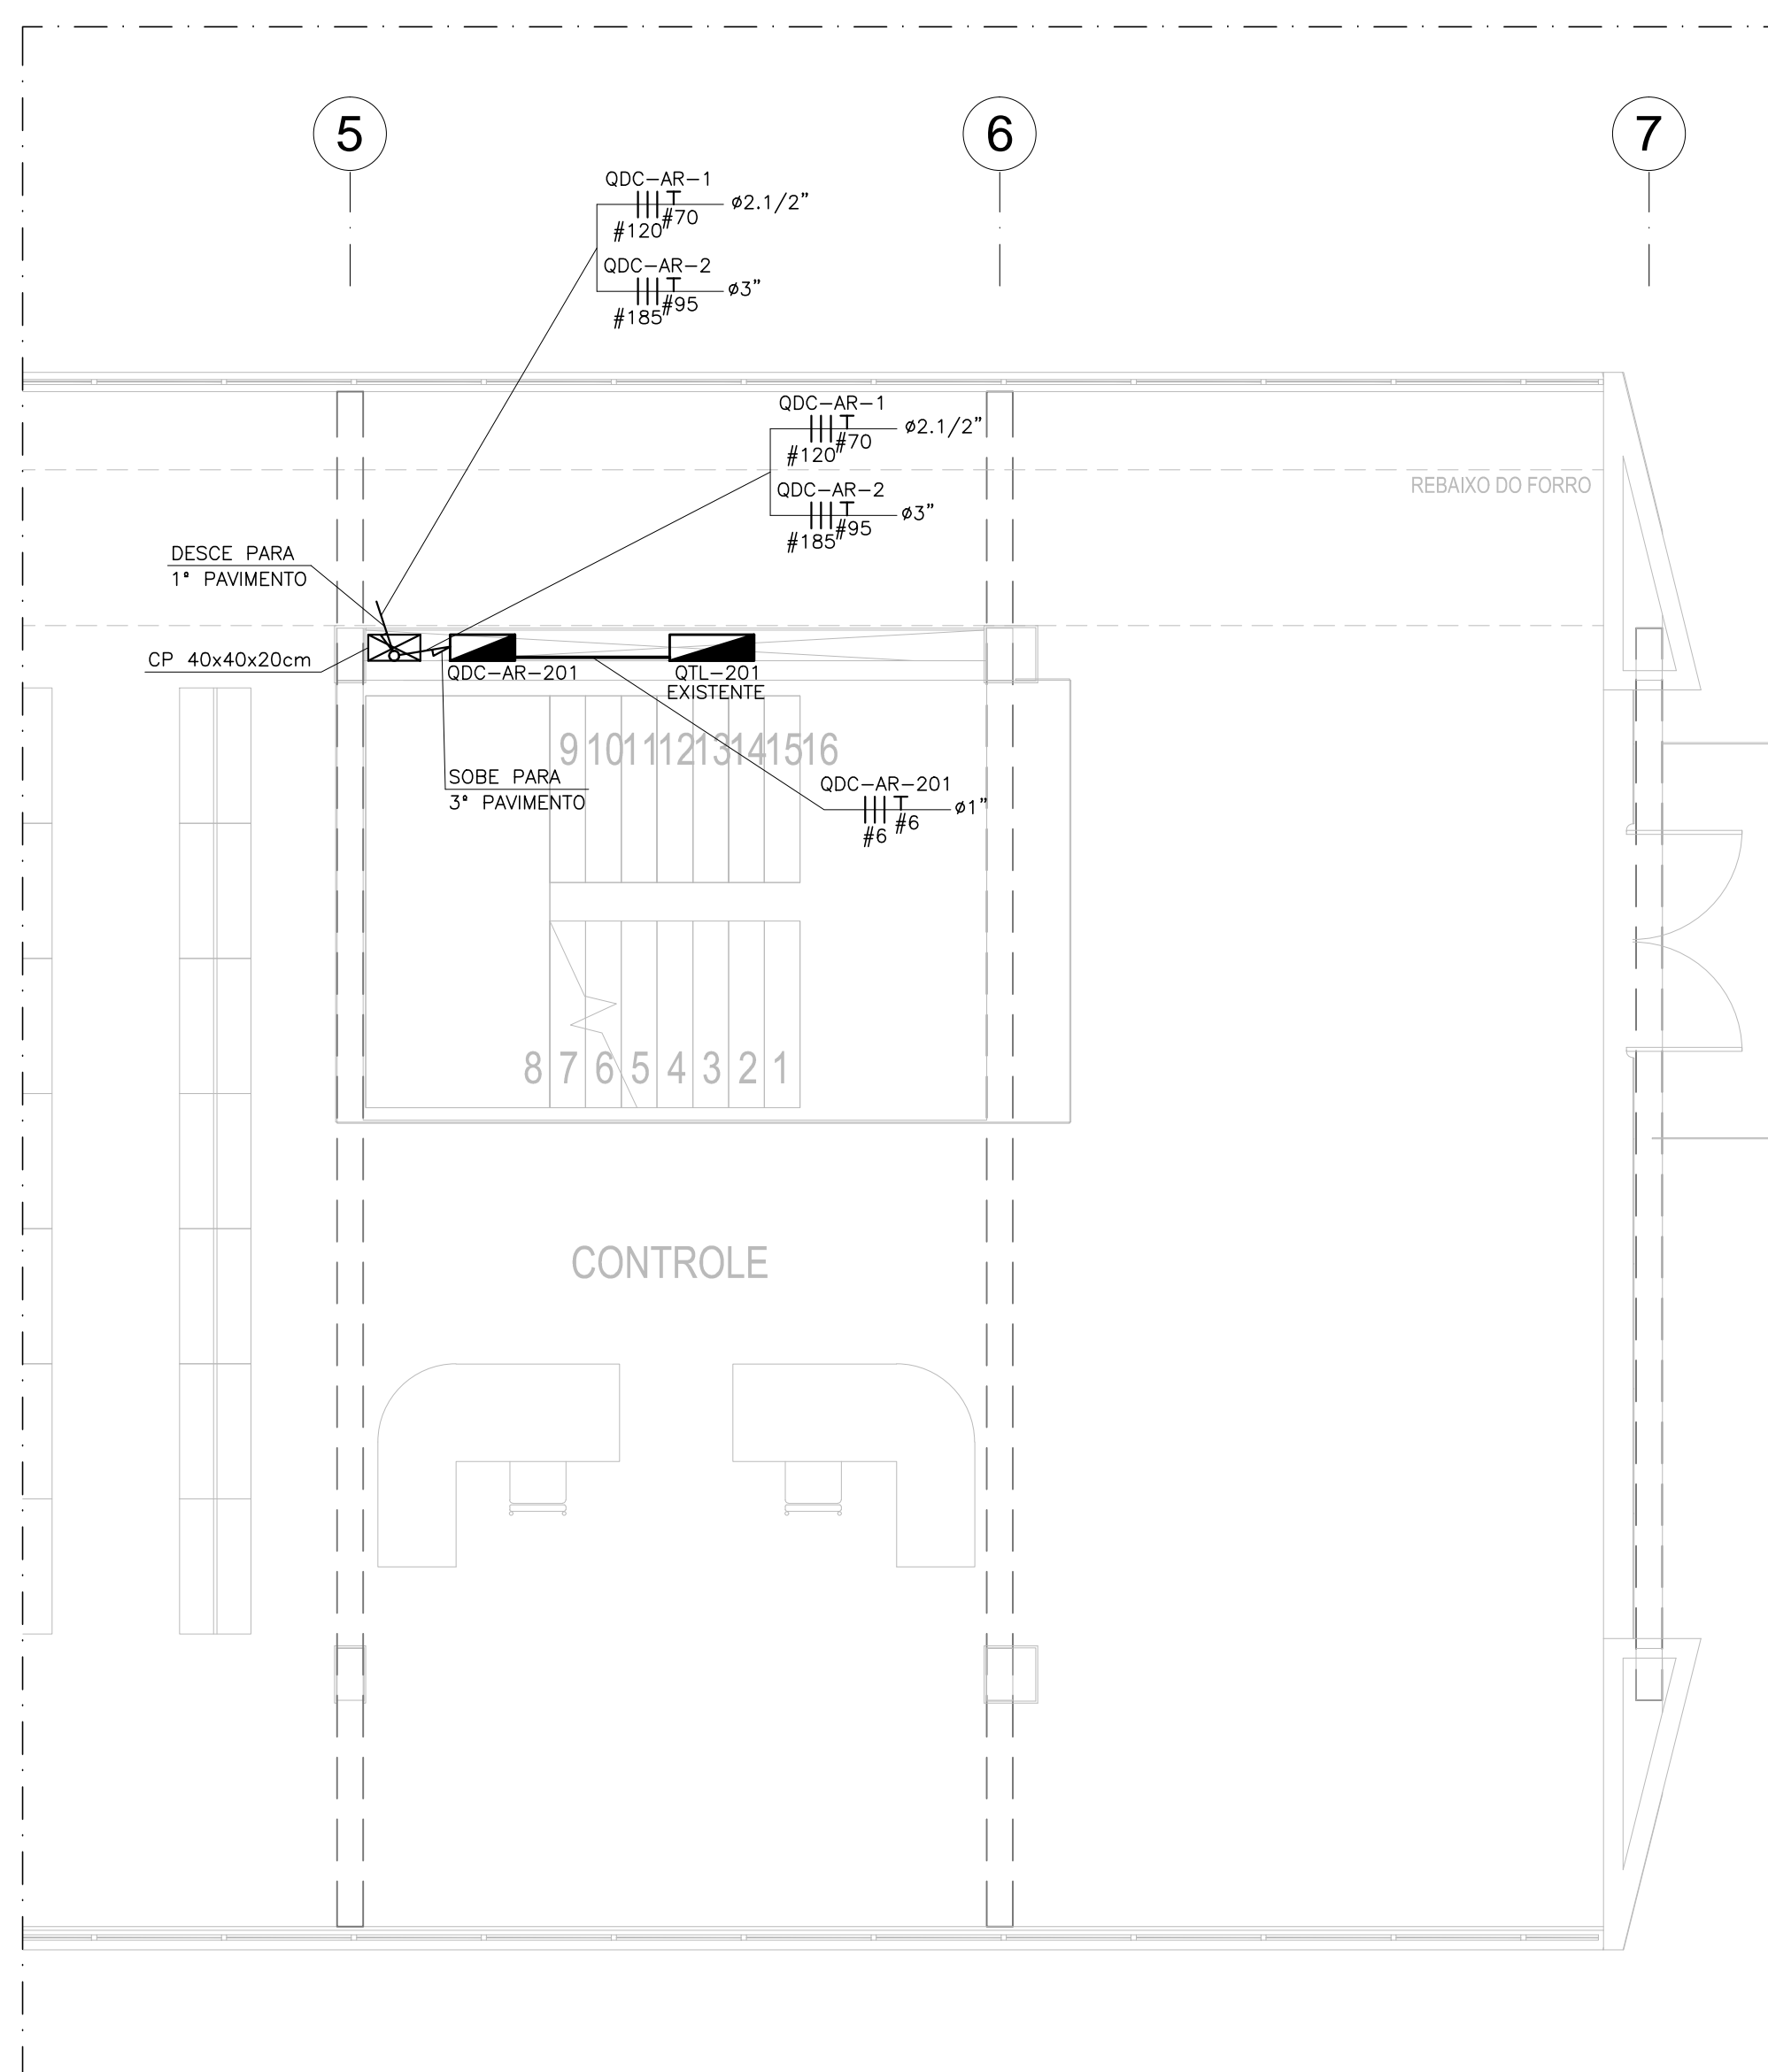 5
6
7
QDC-AR-1
ø2.1/2"
#120
#70
QDC-AR-2
ø3"
#185
#95
QDC-AR-1
ø2.1/2"
#120
#70
QDC-AR-2
ø3"
#185
#95
REBAIXO DO FORRO
DESCE PARA
1º PAVIMENTO
CP 40x40x20cm
QDC-AR-201
QTL-201
EXISTENTE
9 10 11 12 13 14 15 16
SOBE PARA
3º PAVIMENTO
QDC-AR-201
ø1"
#6
#6
8 7 6 5 4 3 2 1
CONTROLE